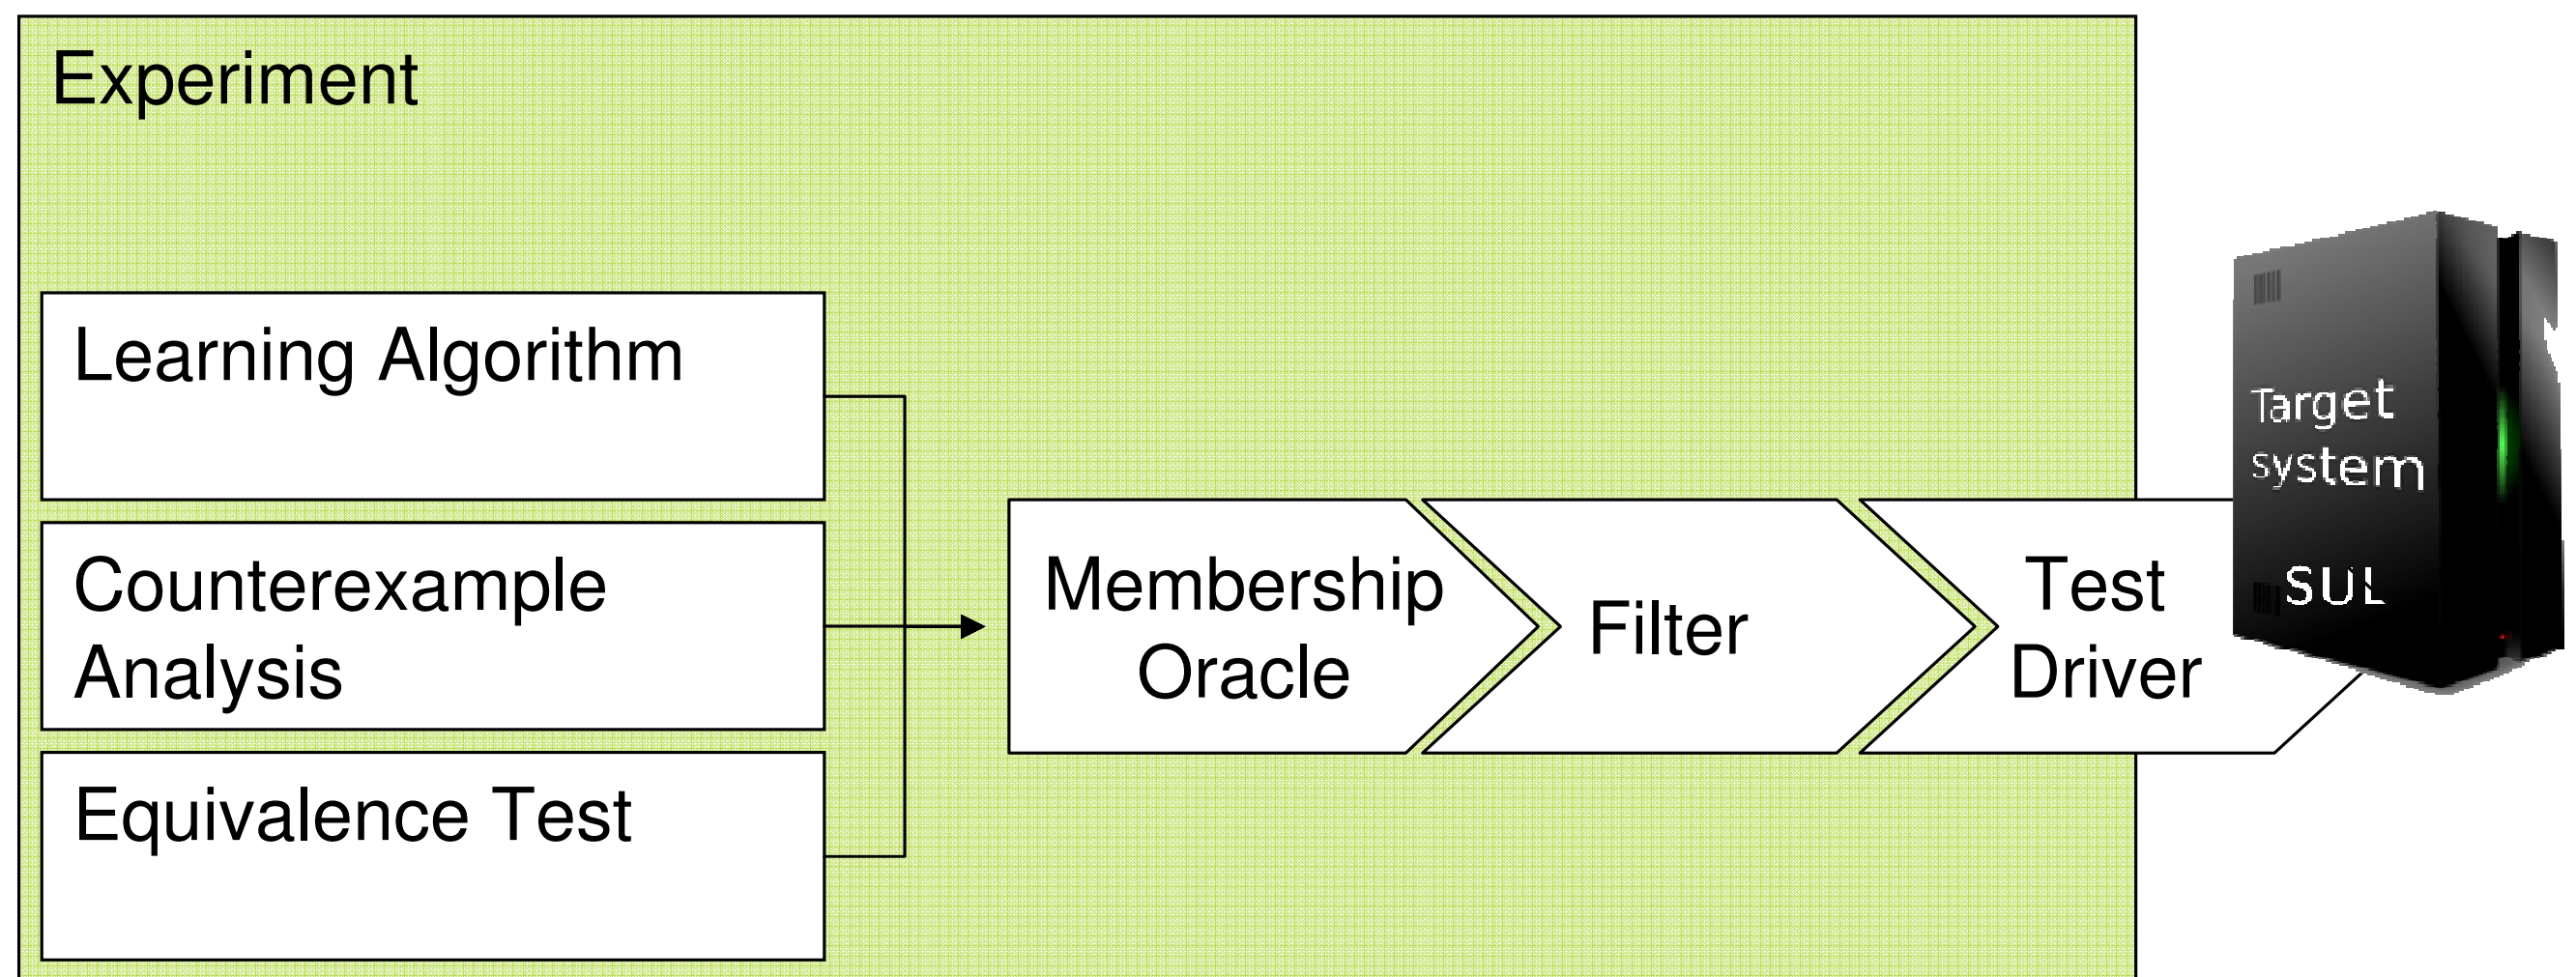 Experiment
Learning Algorithm
Counterexample
Analysis
Equivalence Test
Membership
Oracle
Filter
Test
Driver
Target
system
SUL